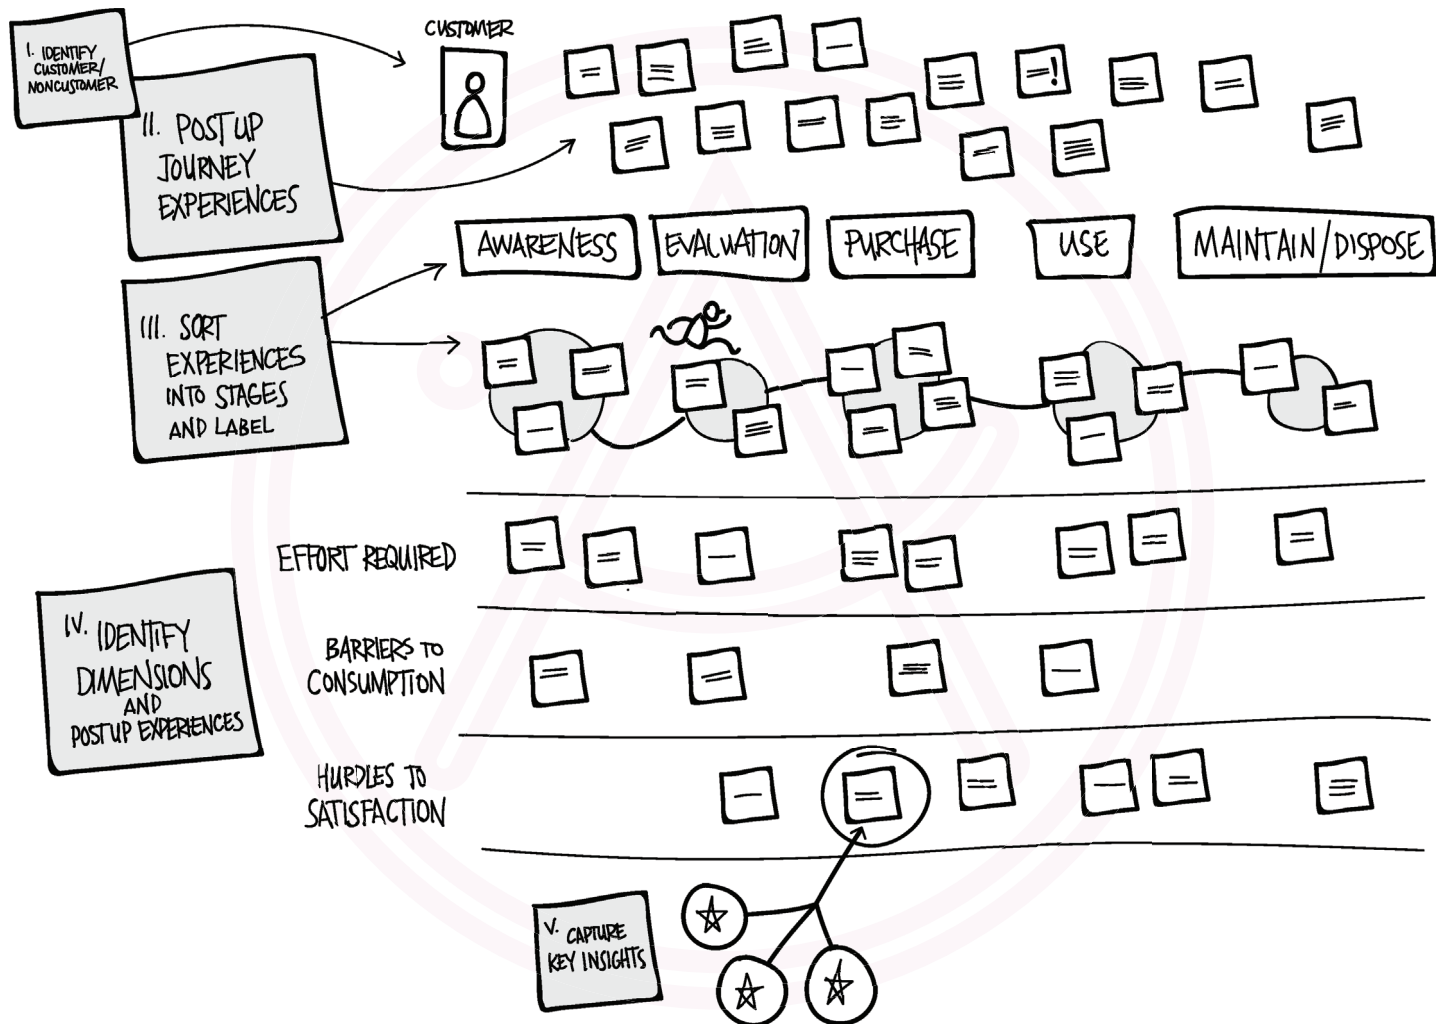 I. IDENTIFY
CUSTOMER/
NONCUSTOMER
CUSTOMER
II. POST UP
JOURNEY
EXPERIENCES
!
AWARENESS
EVALUATION
PURCHASE
USE
MAINTAIN/DISPOSE
III. SORT
EXPERIENCES
INTO STAGES
AND LABEL
IV. IDENTIFY
DIMENSIONS
AND
POST UP EXPERIENCES
EFFORT REQUIRED
BARRIERS TO
CONSUMPTION
HURDLES TO
SATISFACTION
V. CAPTURE
KEY INSIGHTS